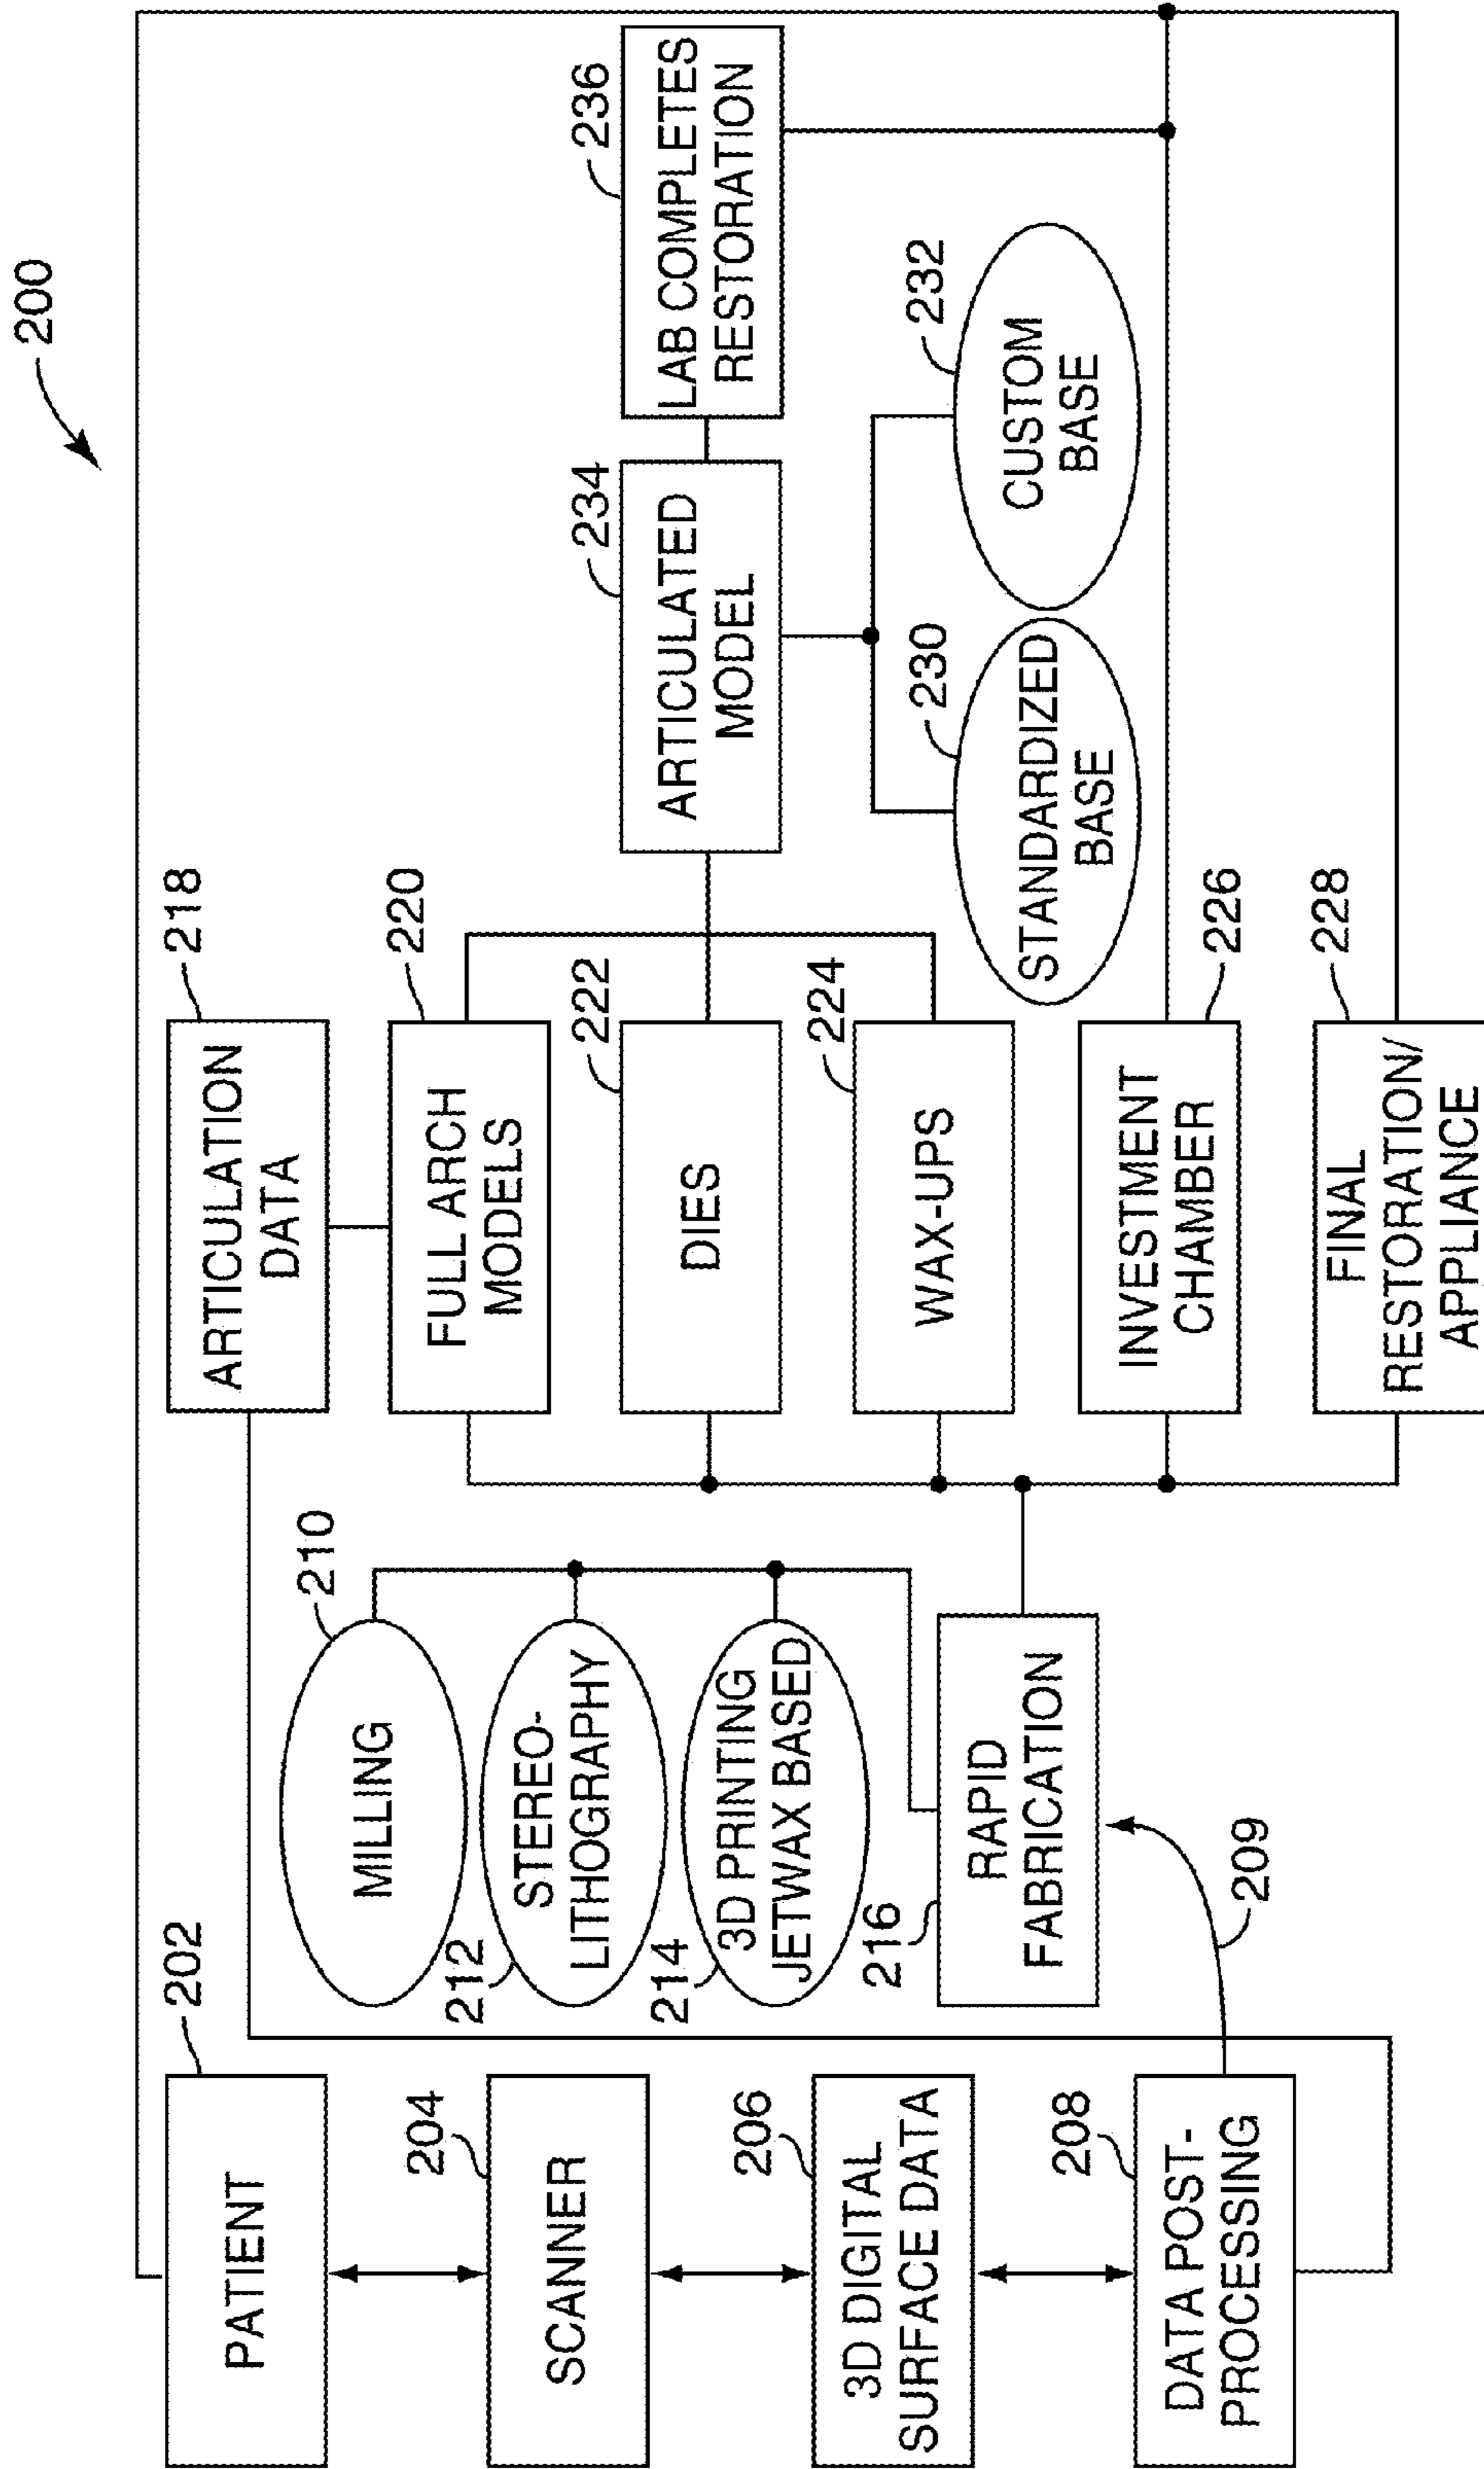 200
202
PATIENT
204
SCANNER
206
3D DIGITAL
SURFACE DATA
208
DATA POST-
PROCESSING
209
210
MILLING
212
STEREO-
LITHOGRAPHY
214
3D PRINTING
JETWAX BASED
216
RAPID
FABRICATION
218
ARTICULATION
DATA
220
FULL ARCH
MODELS
222
DIES
224
WAX-UPS
226
INVESTMENT
CHAMBER
228
FINAL
RESTORATION/
APPLIANCE
230
STANDARDIZED
BASE
232
CUSTOM
BASE
234
ARTICULATED
MODEL
236
LAB COMPLETES
RESTORATION